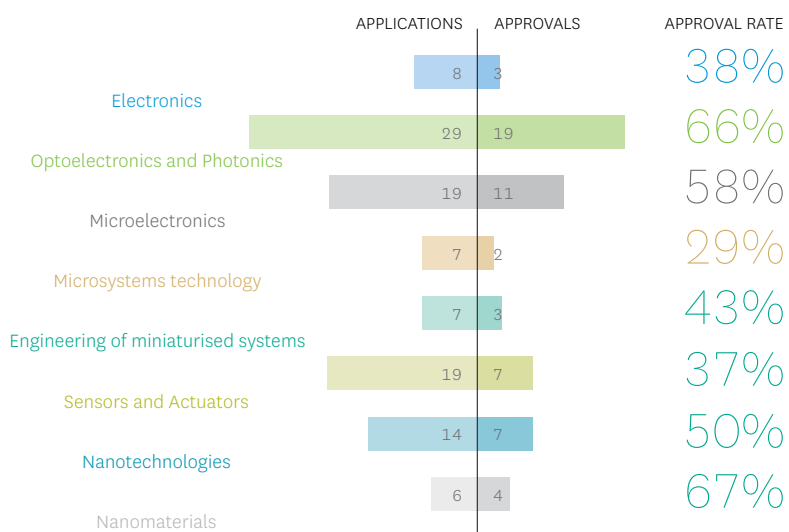 APPLICATIONS APPROVALS APPROVAL RATE
8 3 38%
Electronics
29 19 66%
Optoelectronics and Photonics
19 11 58%
Microelectronics
7 2 29%
Microsystems technology
7 3 43%
Engineering of miniaturised systems
19 7 37%
Sensors and Actuators
14 7 50%
Nanotechnologies
6 4 67%
Nanomaterials